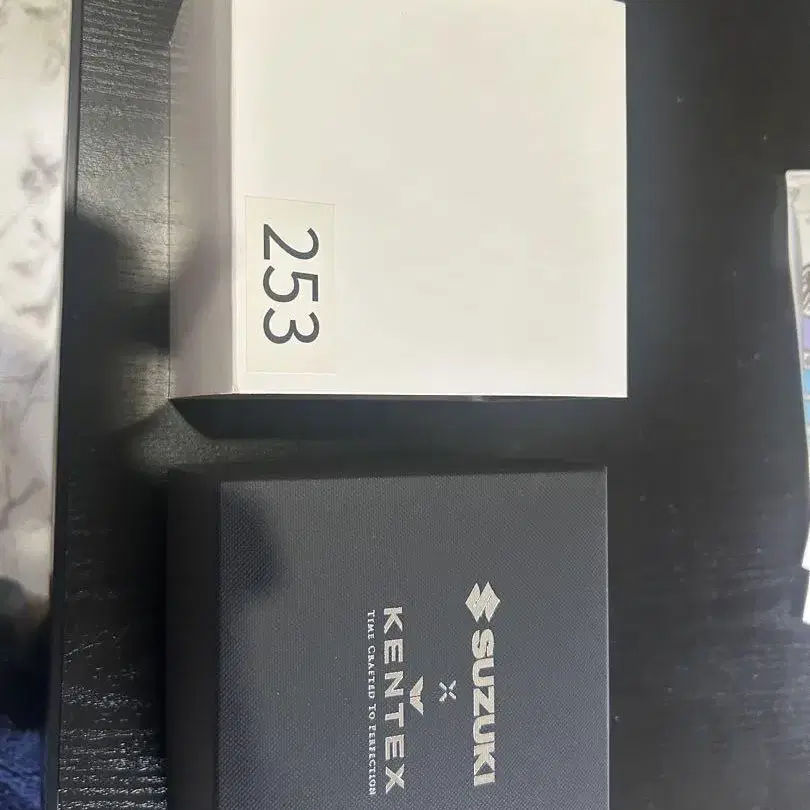 253
SUZUKI
×
KENTEX
TIME CRAFTED TO PERFECTION